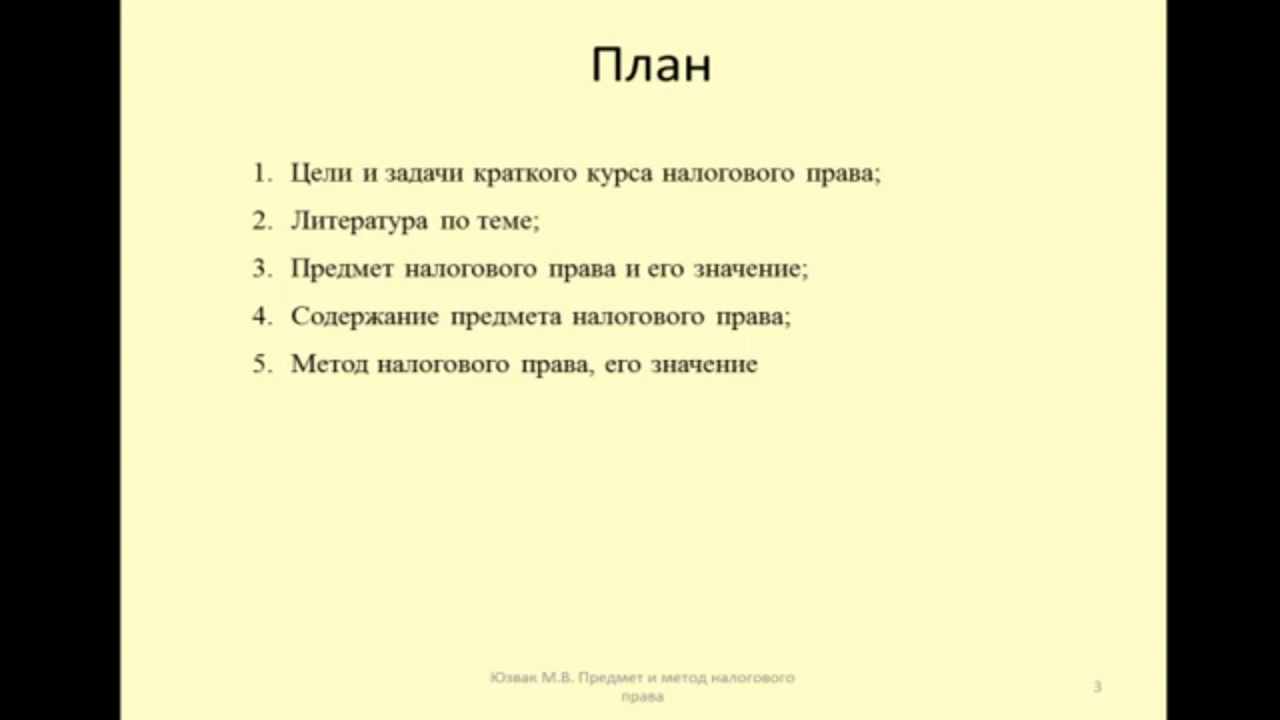 План
1. Цели и задачи краткого курса налогового права;
2. Литература по теме;
3. Предмет налогового права и его значение;
4. Содержание предмета налогового права;
5. Метод налогового права, его значение
Юзвак М.В. Предмет и метод налогового
права
3